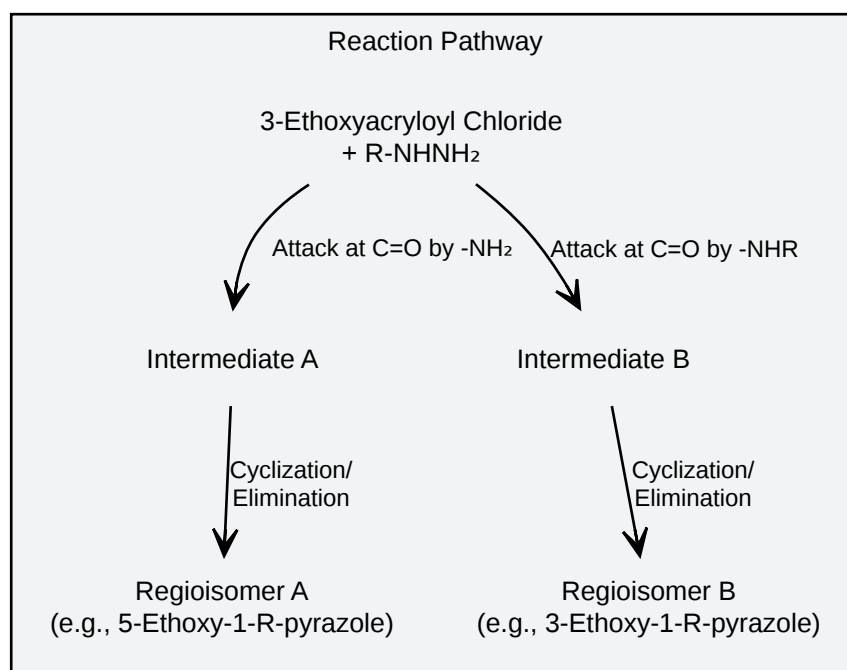 Reaction Pathway
3-Ethoxyacryloyl Chloride
+ R-NHNH₂
Attack at C=O by -NH₂
Attack at C=O by -NHR
Intermediate A
Intermediate B
Cyclization/
Elimination
Cyclization/
Elimination
Regioisomer A
(e.g., 5-Ethoxy-1-R-pyrazole)
Regioisomer B
(e.g., 3-Ethoxy-1-R-pyrazole)